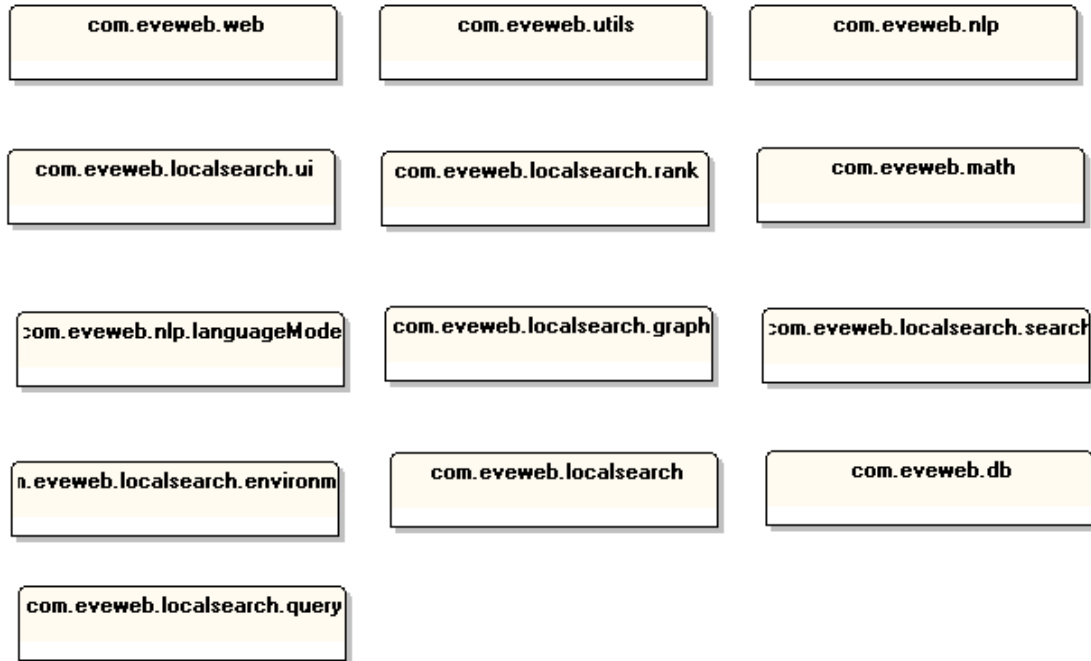 com.eveweb.web
com.eveweb.utils
com.eveweb.nlp
com.eveweb.localsearch.ui
com.eveweb.localsearch.rank
com.eveweb.math
com.eveweb.nlp.languageMode
com.eveweb.localsearch.graph
com.eveweb.localsearch.search
n.eveweb.localsearch.environm
com.eveweb.localsearch
com.eveweb.db
com.eveweb.localsearch.query